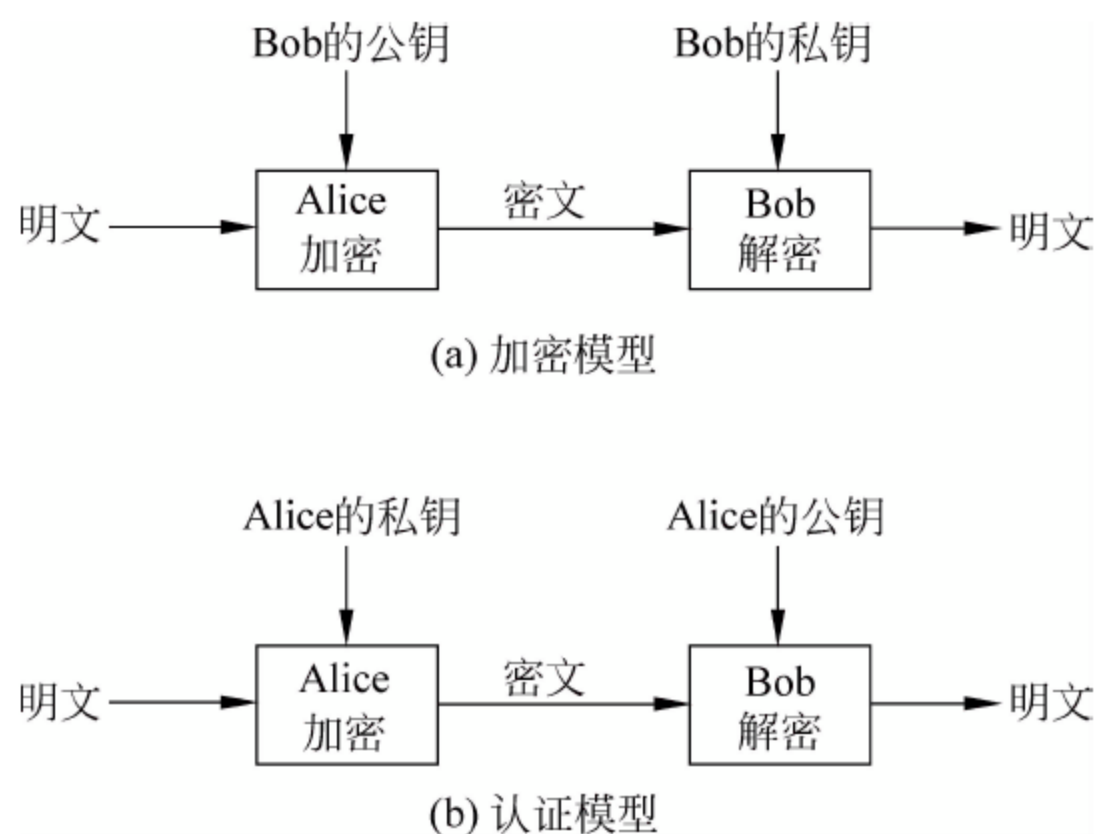 Bob的公钥
Bob的私钥
明文
Alice
加密
密文
Bob
解密
明文
(a) 加密模型
Alice的私钥
Alice的公钥
明文
Alice
加密
密文
Bob
解密
明文
(b) 认证模型